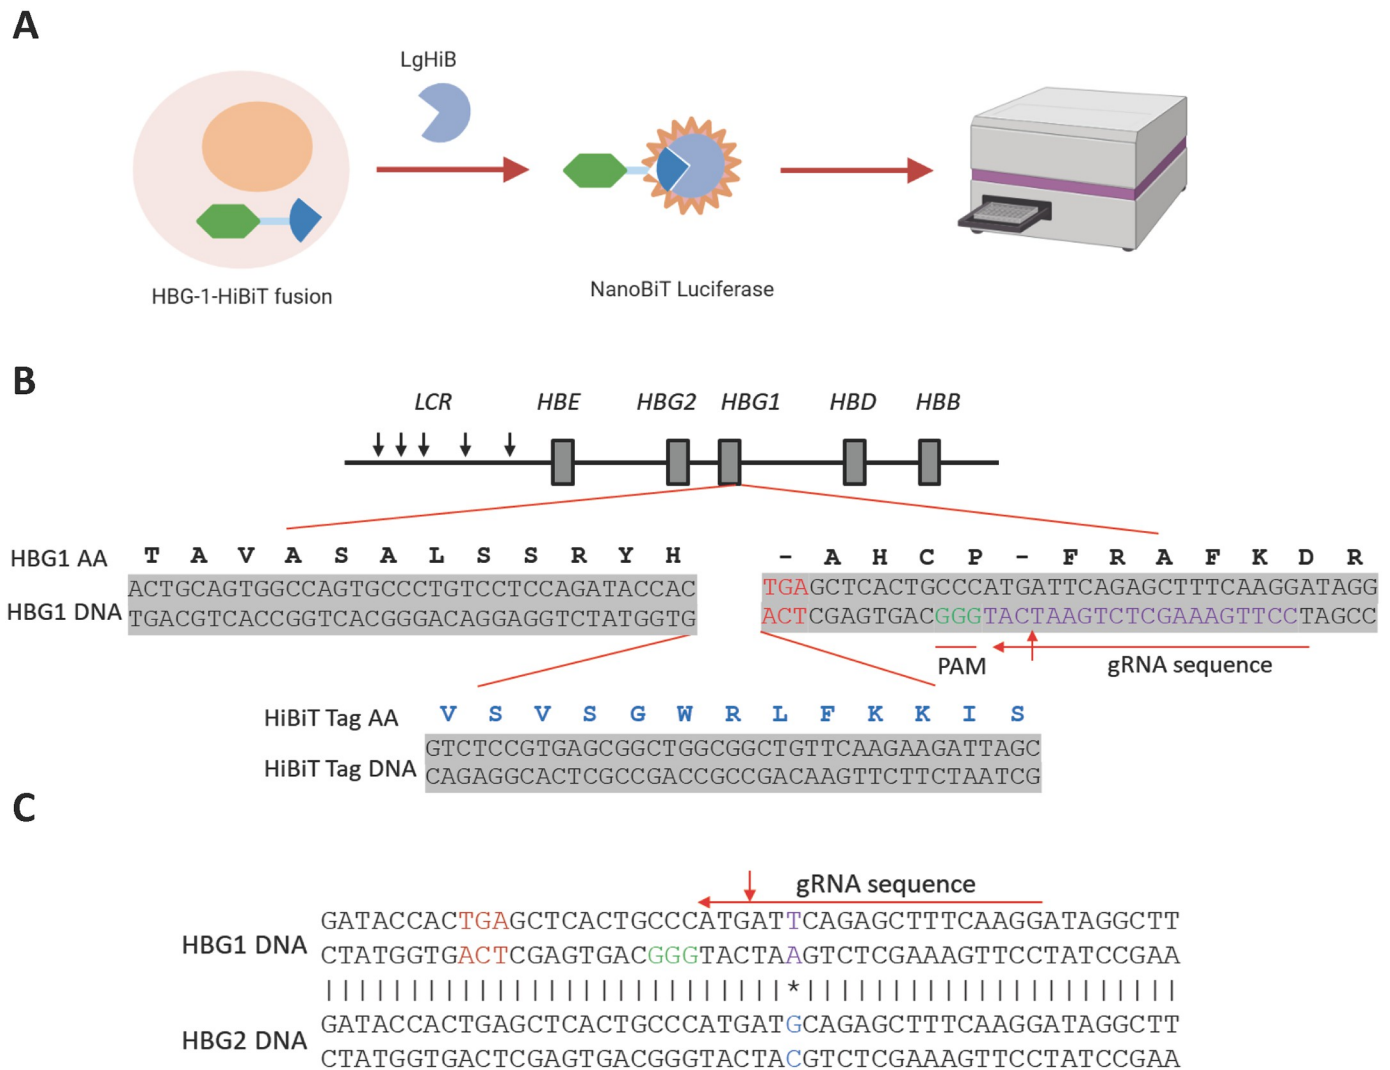 A
LgHiB
HBG-1-HiBiT fusion
NanoBiT Luciferase
B
LCR HBE HBG2 HBG1 HBD HBB
HBG1 AA T A V A S A L S S R Y H - A H C P - F R A F K D R
ACTGCAGTGGCCAGTGCCCTGTCCTCCAGATACCAC TGAGCTCACTGCCCATGATTCAGAGCTTTCAAGGATAGG
HBG1 DNA TGACGTCACCGGTCACGGGACAGGAGGTCTATGGTG ACTCGAGTGACGGGTACTAAGTCTCGAAAGTTCCTAGCC
PAM gRNA sequence
HiBiT Tag AA V S V S G W R L F K K I S
GTCTCCGTGAGCGGCTGGCGGCTGTTCAAGAAGATTAGC
HiBiT Tag DNA CAGAGGCACTCGCCGACCGCCGACAAGTTCTTCTAATCG
C
gRNA sequence
GATACCACTGAGCTCACTGCCCATGATTCAGAGCTTTCAAGGATAGGCTT
HBG1 DNA CTATGGTGACTCGAGTGACGGGTACTAAGTCTCGAAAGTTCCTATCCGAA
*
GATACCACTGAGCTCACTGCCCATGATGCAGAGCTTTCAAGGATAGGCTT
HBG2 DNA CTATGGTGACTCGAGTGACGGGTACTACGTCTCGAAAGTTCCTATCCGAA